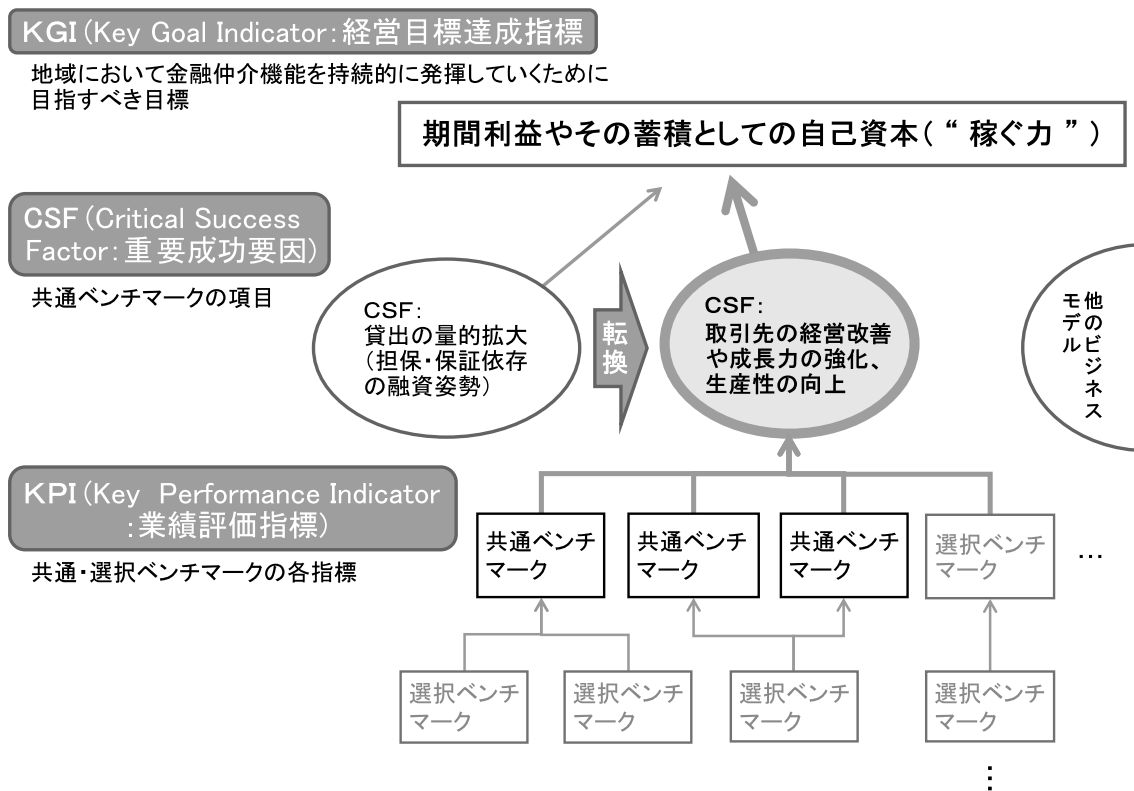 KGI（Key Goal Indicator：経営目標達成指標
地域において金融仲介機能を持続的に発揮していくために
目指すべき目標
期間利益やその蓄積としての自己資本（“ 稼ぐ力 ”）
CSF（Critical Success
Factor：重要成功要因）
共通ベンチマークの項目
CSF：
貸出の量的拡大
（担保・保証依存
の融資姿勢）
転換
CSF：
取引先の経営改善
や成長力の強化、
生産性の向上
他のビジネス
モデル
KPI（Key Performance Indicator
：業績評価指標）
共通・選択ベンチマークの各指標
共通ベンチ
マーク
共通ベンチ
マーク
共通ベンチ
マーク
選択ベンチ
マーク
…
選択ベンチ
マーク
選択ベンチ
マーク
選択ベンチ
マーク
選択ベンチ
マーク
…